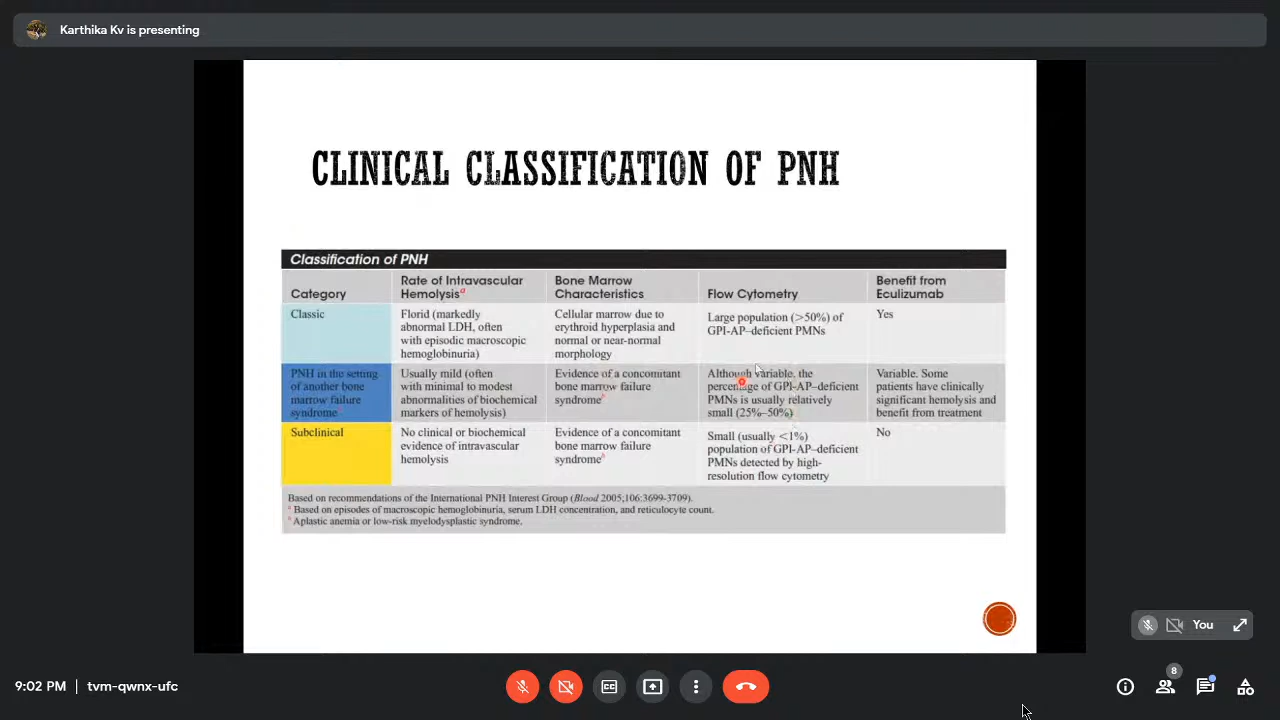 Karthika Kv is presenting
CLINICAL CLASSIFICATION OF PNH
Classification of PNH
Category
Rate of Intravascular
Hemolysisa
Bone Marrow
Characteristics
Flow Cytometry
Benefit from
Eculizumab
Classic
Florid (markedly
abnormal LDH, often
with episodic macroscopic
hemoglobinuria)
Cellular marrow due to
erythroid hyperplasia and
normal or near-normal
morphology
Large population (>50%) of
GPI-AP–deficient PMNs
Yes
PNH in the setting
of another bone
marrow failure
syndrome
Usually mild (often
with minimal to modest
abnormalities of biochemical
markers of hemolysis)
Evidence of a concomitant
bone marrow failure
syndrome
Although variable, the
percentage of GPI-AP–deficient
PMNs is usually relatively
small (25%–50%)
Variable. Some
patients have clinically
significant hemolysis and
benefit from treatment
Subclinical
No clinical or biochemical
evidence of intravascular
hemolysis
Evidence of a concomitant
bone marrow failure
syndrome
Small (usually <1%)
population of GPI-AP–deficient
PMNs detected by high-
resolution flow cytometry
No
Based on recommendations of the International PNH Interest Group (Blood 2005;106:3699-3709).
Based on episodes of macroscopic hemoglobinuria, serum LDH concentration, and reticulocyte count.
Aplastic anemia or low-risk myelodysplastic syndrome.
You
8
9:02 PM | tvm-qwnx-ufc
CC